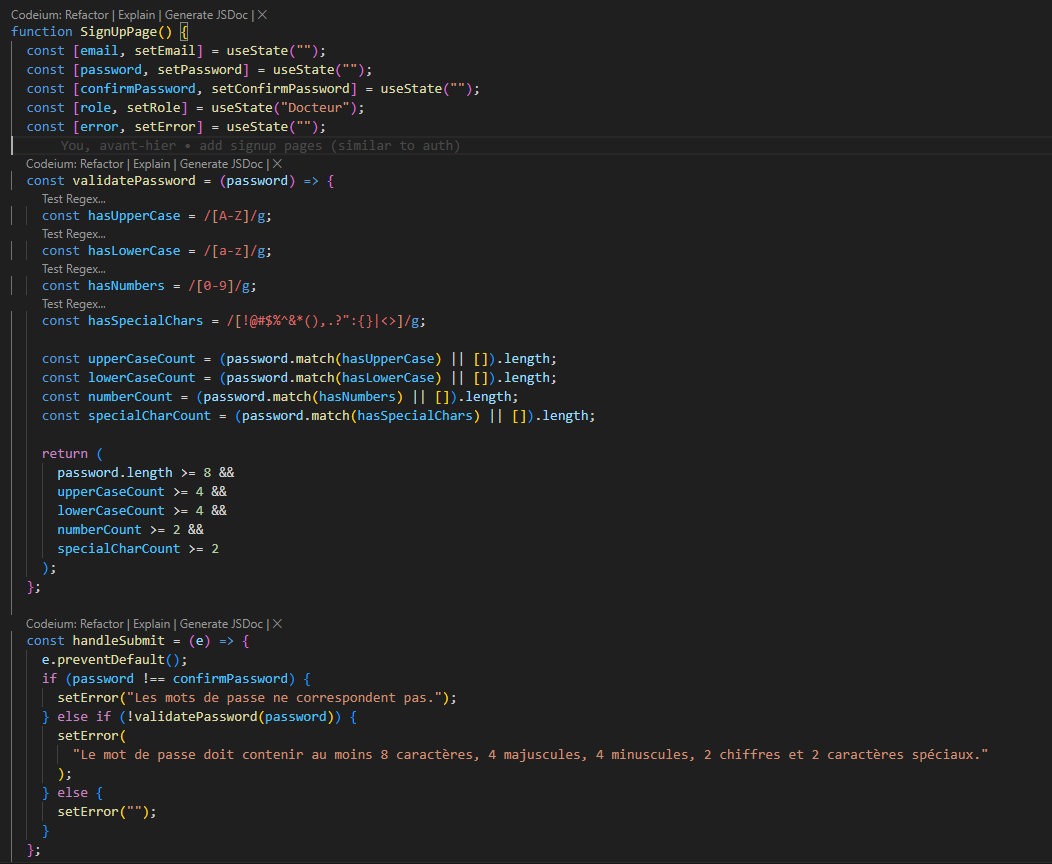 Codeium: Refactor | Explain | Generate JSDoc | ✕
function SignUpPage() {
const [email, setEmail] = useState("");
const [password, setPassword] = useState("");
const [confirmPassword, setConfirmPassword] = useState("");
const [role, setRole] = useState("Docteur");
const [error, setError] = useState("");
You, avant-hier • add signup pages (similar to auth)
Codeium: Refactor | Explain | Generate JSDoc | ✕
const validatePassword = (password) => {
Test Regex...
const hasUpperCase = /[A-Z]/g;
Test Regex...
const hasLowerCase = /[a-z]/g;
Test Regex...
const hasNumbers = /[0-9]/g;
Test Regex...
const hasSpecialChars = /[!@#$%^&*(),.?":{}|<>]/g;
const upperCaseCount = (password.match(hasUpperCase) || []).length;
const lowerCaseCount = (password.match(hasLowerCase) || []).length;
const numberCount = (password.match(hasNumbers) || []).length;
const specialCharCount = (password.match(hasSpecialChars) || []).length;
return (
password.length >= 8 &&
upperCaseCount >= 4 &&
lowerCaseCount >= 4 &&
numberCount >= 2 &&
specialCharCount >= 2
);
};
Codeium: Refactor | Explain | Generate JSDoc | ✕
const handleSubmit = (e) => {
e.preventDefault();
if (password !== confirmPassword) {
setError("Les mots de passe ne correspondent pas.");
} else if (!validatePassword(password)) {
setError(
"Le mot de passe doit contenir au moins 8 caractères, 4 majuscules, 4 minuscules, 2 chiffres et 2 caractères spéciaux."
);
} else {
setError("");
}
};